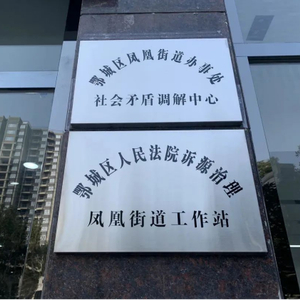 鄂城区凤凰街道办事处
社会矛盾调解中心
鄂城区人民法院诉源治理
凤凰街道工作站